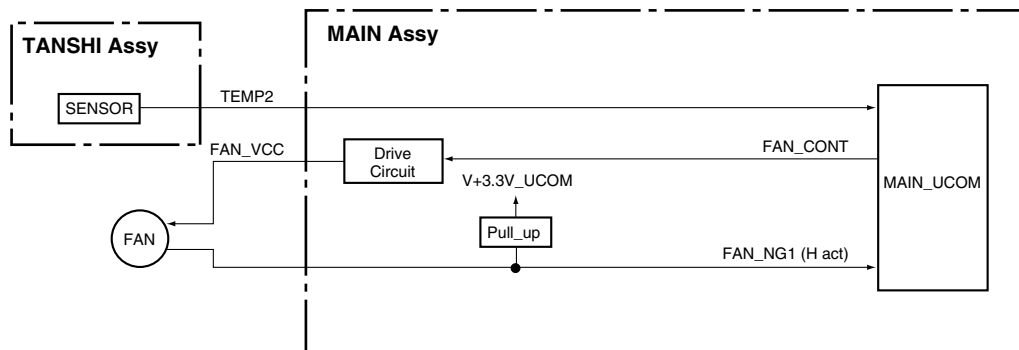 TANSHI Assy
MAIN Assy
SENSOR
TEMP2
FAN_VCC
Drive
Circuit
FAN_CONT
MAIN_UCOM
V+3.3V_UCOM
FAN
Pull_up
FAN_NG1 (H act)